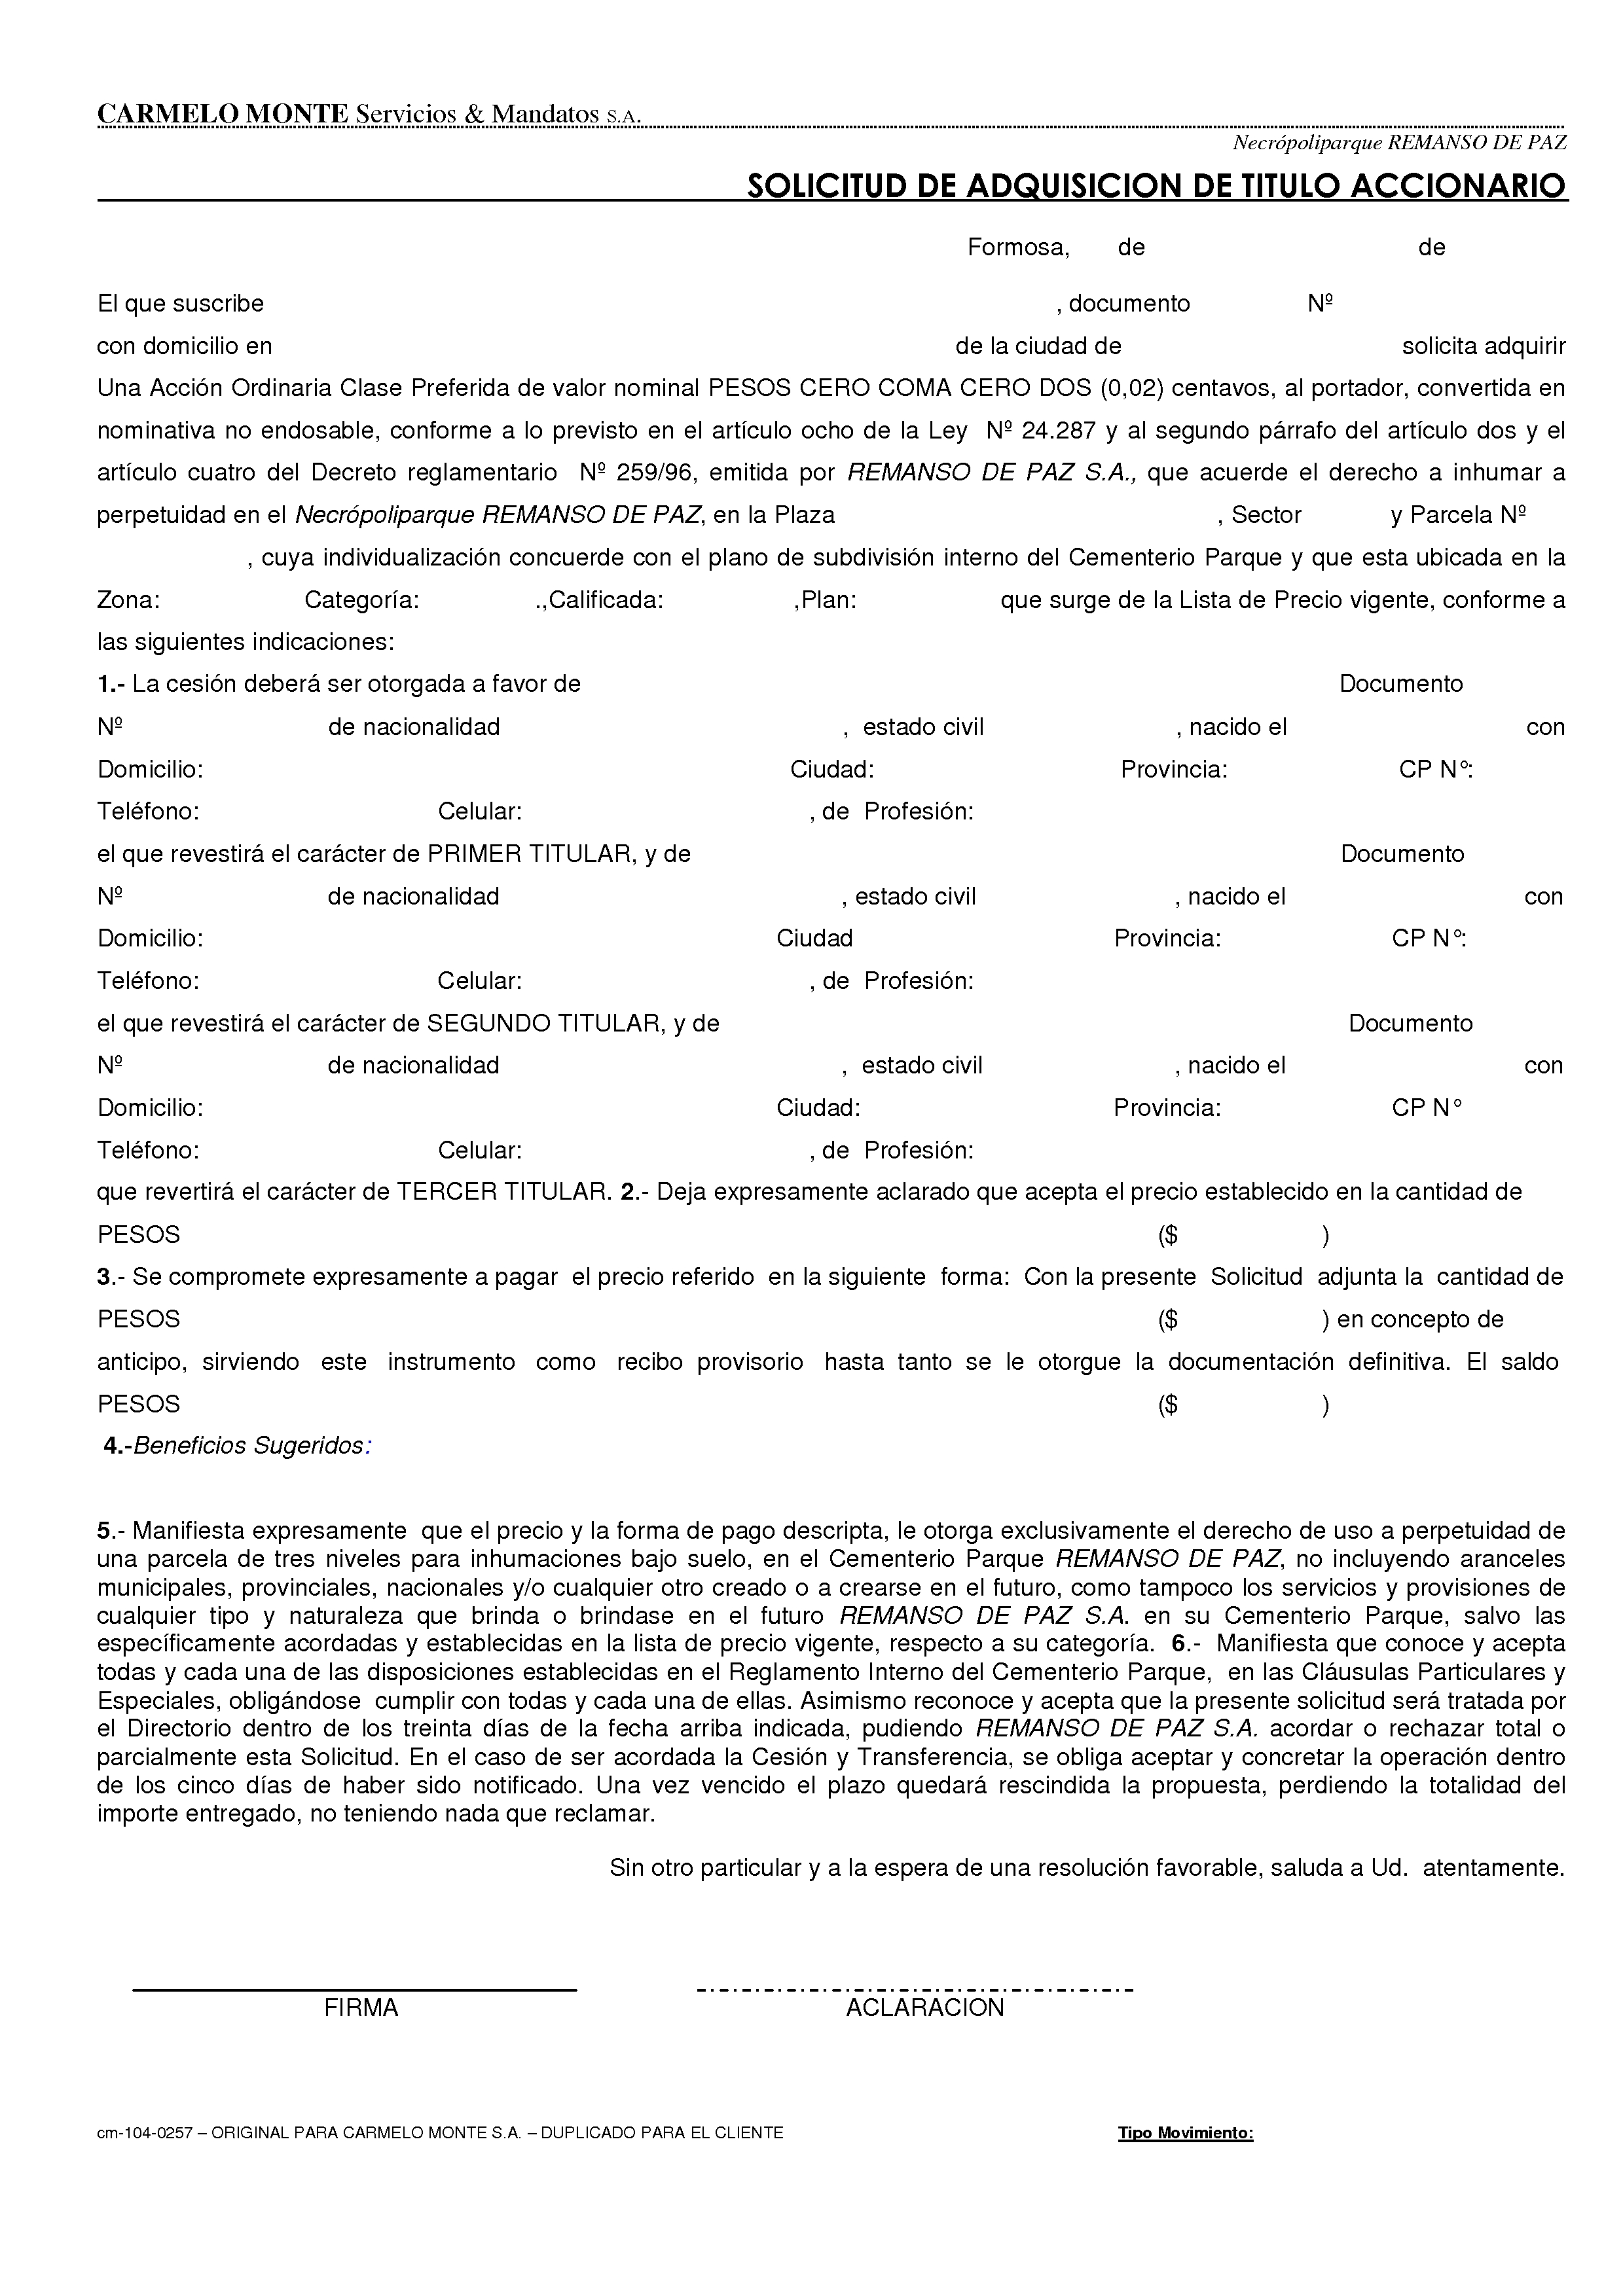 CARMELO MONTE Servicios & Mandatos S.A.
Necrópoliparque REMANSO DE PAZ
SOLICITUD DE ADQUISICION DE TITULO ACCIONARIO
Formosa, de de
El que suscribe , documento Nº
con domicilio en de la ciudad de solicita adquirir
Una Acción Ordinaria Clase Preferida de valor nominal PESOS CERO COMA CERO DOS (0,02) centavos, al portador, convertida en
nominativa no endosable, conforme a lo previsto en el artículo ocho de la Ley Nº 24.287 y al segundo párrafo del artículo dos y el
artículo cuatro del Decreto reglamentario Nº 259/96, emitida por REMANSO DE PAZ S.A., que acuerde el derecho a inhumar a
perpetuidad en el Necrópoliparque REMANSO DE PAZ, en la Plaza , Sector y Parcela Nº
, cuya individualización concuerde con el plano de subdivisión interno del Cementerio Parque y que esta ubicada en la
Zona: Categoría: .,Calificada: ,Plan: que surge de la Lista de Precio vigente, conforme a
las siguientes indicaciones:
1.- La cesión deberá ser otorgada a favor de Documento
Nº de nacionalidad , estado civil , nacido el con
Domicilio: Ciudad: Provincia: CP N°:
Teléfono: Celular: , de Profesión:
el que revestirá el carácter de PRIMER TITULAR, y de Documento
Nº de nacionalidad , estado civil , nacido el con
Domicilio: Ciudad Provincia: CP N°:
Teléfono: Celular: , de Profesión:
el que revestirá el carácter de SEGUNDO TITULAR, y de Documento
Nº de nacionalidad , estado civil , nacido el con
Domicilio: Ciudad: Provincia: CP N°
Teléfono: Celular: , de Profesión:
que revertirá el carácter de TERCER TITULAR. 2.- Deja expresamente aclarado que acepta el precio establecido en la cantidad de
PESOS ($ )
3.- Se compromete expresamente a pagar el precio referido en la siguiente forma: Con la presente Solicitud adjunta la cantidad de
PESOS ($ ) en concepto de
anticipo, sirviendo este instrumento como recibo provisorio hasta tanto se le otorgue la documentación definitiva. El saldo
PESOS ($ )
4.-Beneficios Sugeridos:
5.- Manifiesta expresamente que el precio y la forma de pago descripta, le otorga exclusivamente el derecho de uso a perpetuidad de
una parcela de tres niveles para inhumaciones bajo suelo, en el Cementerio Parque REMANSO DE PAZ, no incluyendo aranceles
municipales, provinciales, nacionales y/o cualquier otro creado o a crearse en el futuro, como tampoco los servicios y provisiones de
cualquier tipo y naturaleza que brinda o brindase en el futuro REMANSO DE PAZ S.A. en su Cementerio Parque, salvo las
específicamente acordadas y establecidas en la lista de precio vigente, respecto a su categoría. 6.- Manifiesta que conoce y acepta
todas y cada una de las disposiciones establecidas en el Reglamento Interno del Cementerio Parque, en las Cláusulas Particulares y
Especiales, obligándose cumplir con todas y cada una de ellas. Asimismo reconoce y acepta que la presente solicitud será tratada por
el Directorio dentro de los treinta días de la fecha arriba indicada, pudiendo REMANSO DE PAZ S.A. acordar o rechazar total o
parcialmente esta Solicitud. En el caso de ser acordada la Cesión y Transferencia, se obliga aceptar y concretar la operación dentro
de los cinco días de haber sido notificado. Una vez vencido el plazo quedará rescindida la propuesta, perdiendo la totalidad del
importe entregado, no teniendo nada que reclamar.
Sin otro particular y a la espera de una resolución favorable, saluda a Ud. atentamente.
FIRMA ACLARACION
cm-104-0257 – ORIGINAL PARA CARMELO MONTE S.A. – DUPLICADO PARA EL CLIENTE Tipo Movimiento: